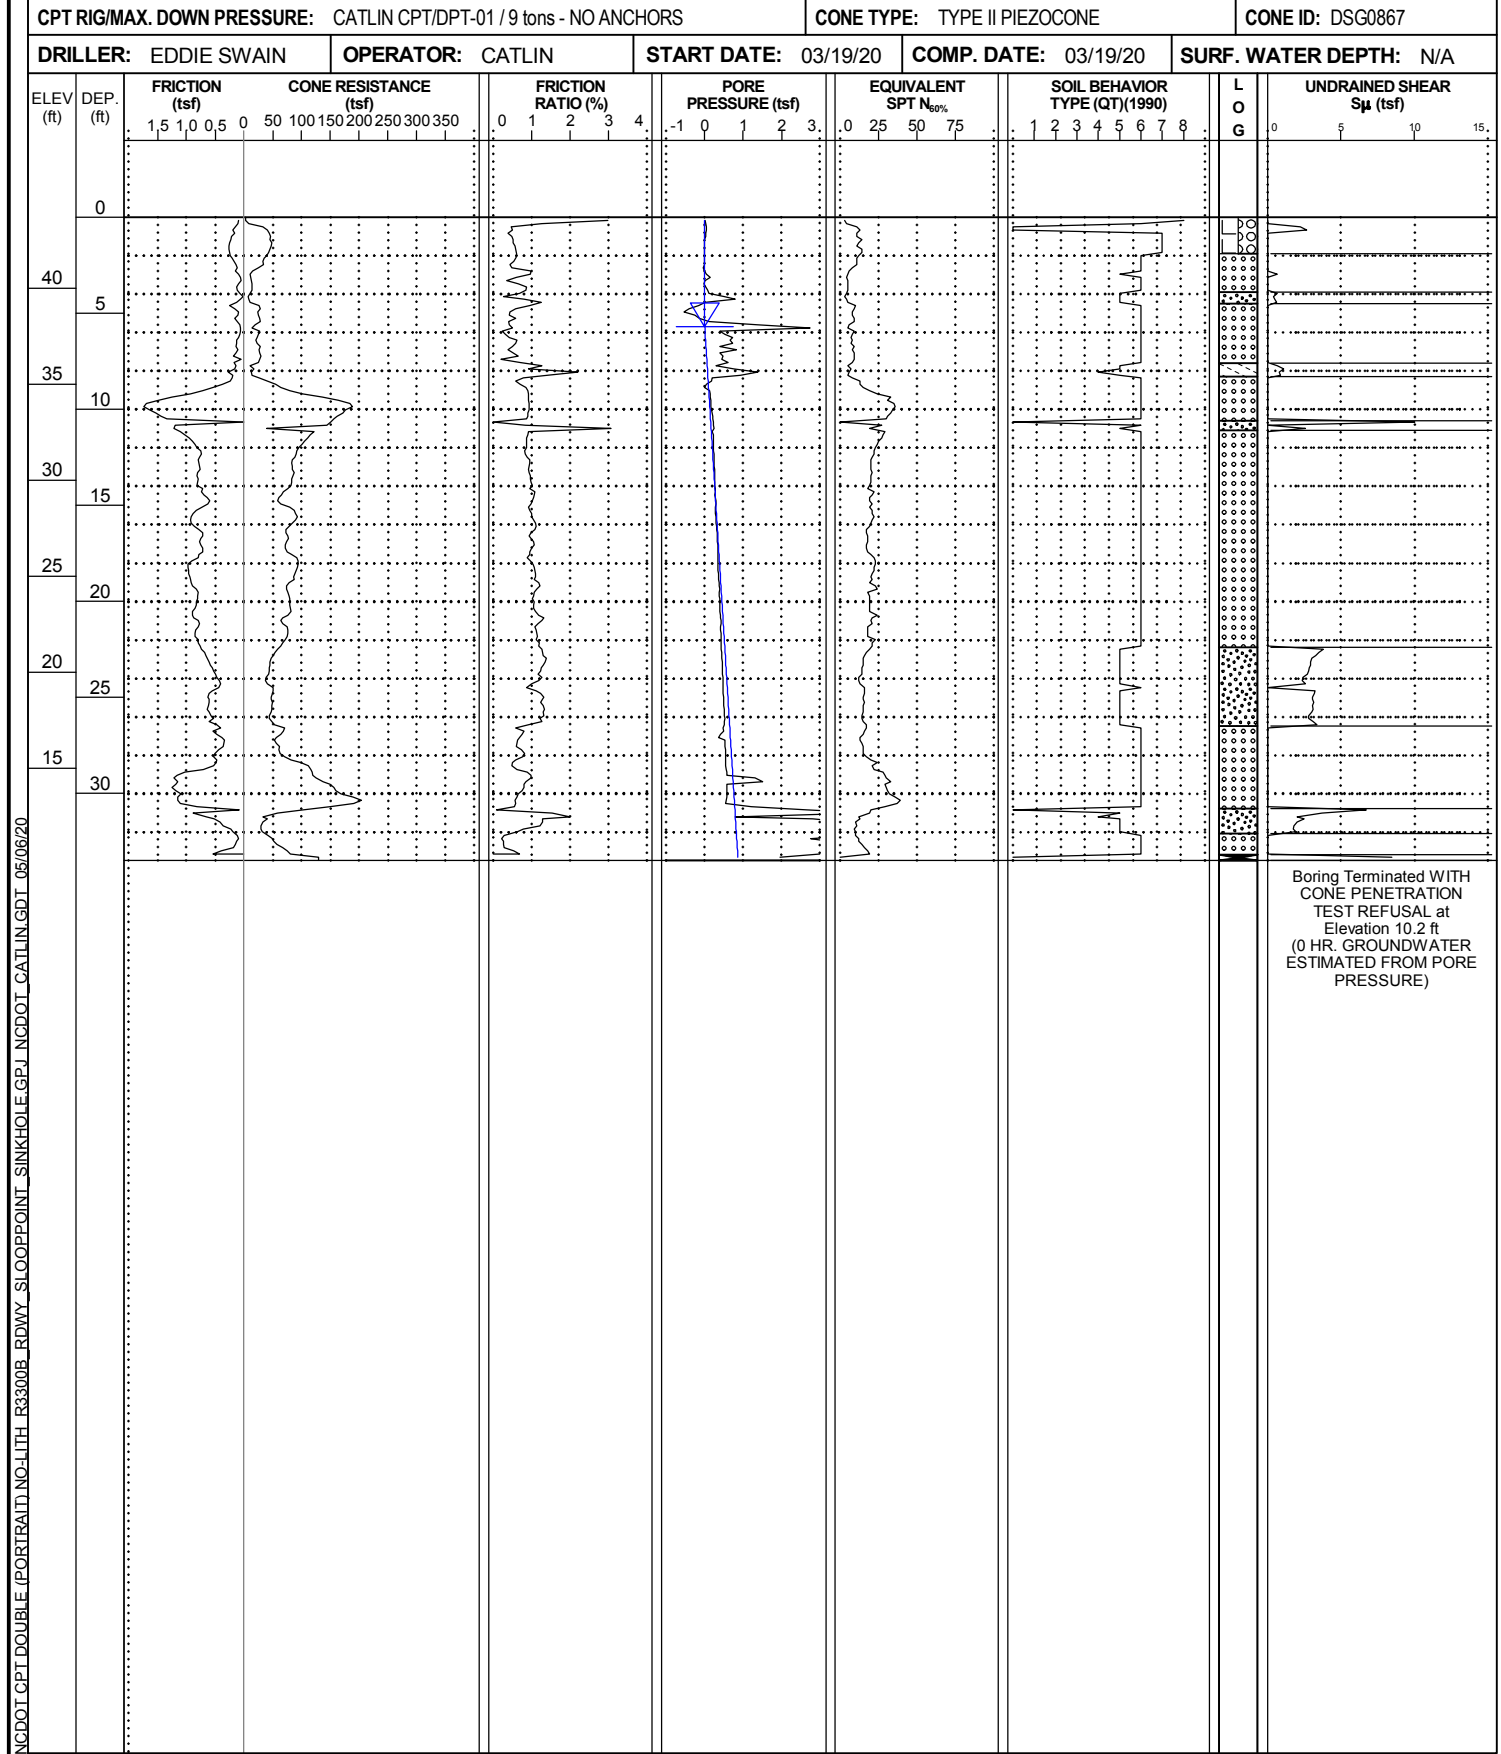 CPT RIG/MAX. DOWN PRESSURE: CATLIN CPT/DPT-01 / 9 tons - NO ANCHORS CONE TYPE: TYPE II PIEZOCONE CONE ID: DSG0867
DRILLER: EDDIE SWAIN OPERATOR: CATLIN START DATE: 03/19/20 COMP. DATE: 03/19/20 SURF. WATER DEPTH: N/A
ELEV (ft)
DEP. (ft)
FRICTION (tsf)
1.5 1.0 0.5 0
CONE RESISTANCE (tsf)
50 100 150 200 250 300 350
FRICTION RATIO (%)
0 1 2 3 4
PORE PRESSURE (tsf)
-1 0 1 2 3
EQUIVALENT SPT N60%
0 25 50 75
SOIL BEHAVIOR TYPE (QT)(1990)
1 2 3 4 5 6 7 8
L
O
G
UNDRAINED SHEAR
Sμ (tsf)
0 5 10 15
0
40
5
35
10
30
15
25
20
20
25
15
30
Boring Terminated WITH
CONE PENETRATION
TEST REFUSAL at
Elevation 10.2 ft
(0 HR. GROUNDWATER
ESTIMATED FROM PORE
PRESSURE)
NCDOT CPT DOUBLE (PORTRAIT) NO-LITH R3300B_RDWY_SLOOPPOINT_SINKHOLE.GPJ NCDOT_CATLIN.GDT 05/06/20